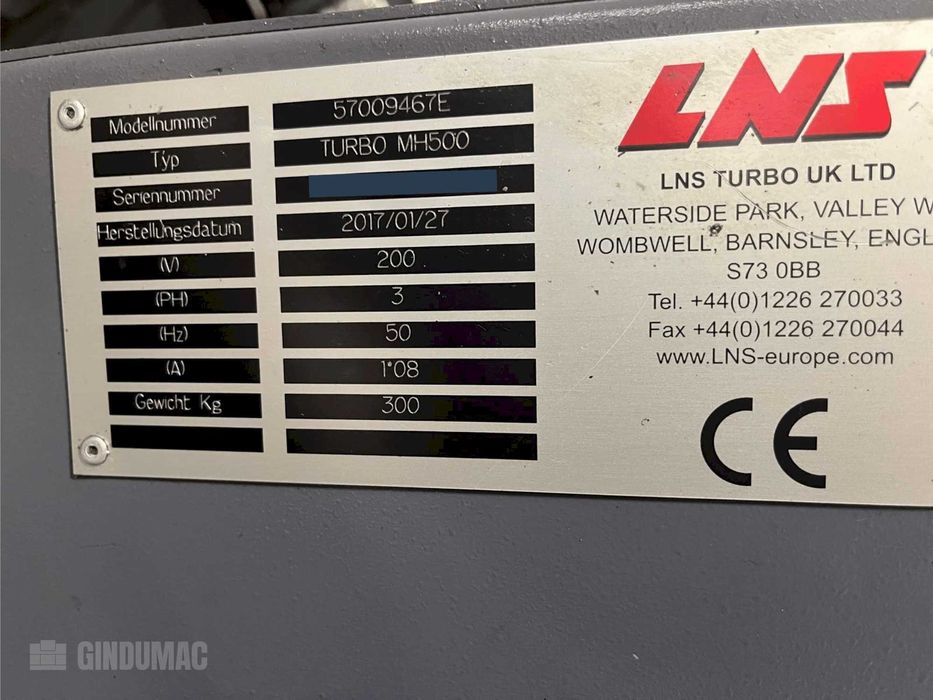 Modellnummer 57009467E
Typ TURBO MH500
Seriennummer
Herstellungsdatum 2017/01/27
(V) 200
(PH) 3
(Hz) 50
(A) 1.08
Gewicht Kg 300
LNS
LNS TURBO UK LTD
WATERSIDE PARK, VALLEY W
WOMBWELL, BARNSLEY, ENGL
S73 0BB
Tel. +44(0)1226 270033
Fax +44(0)1226 270044
www.LNS-europe.com
CE
GINDUMAC